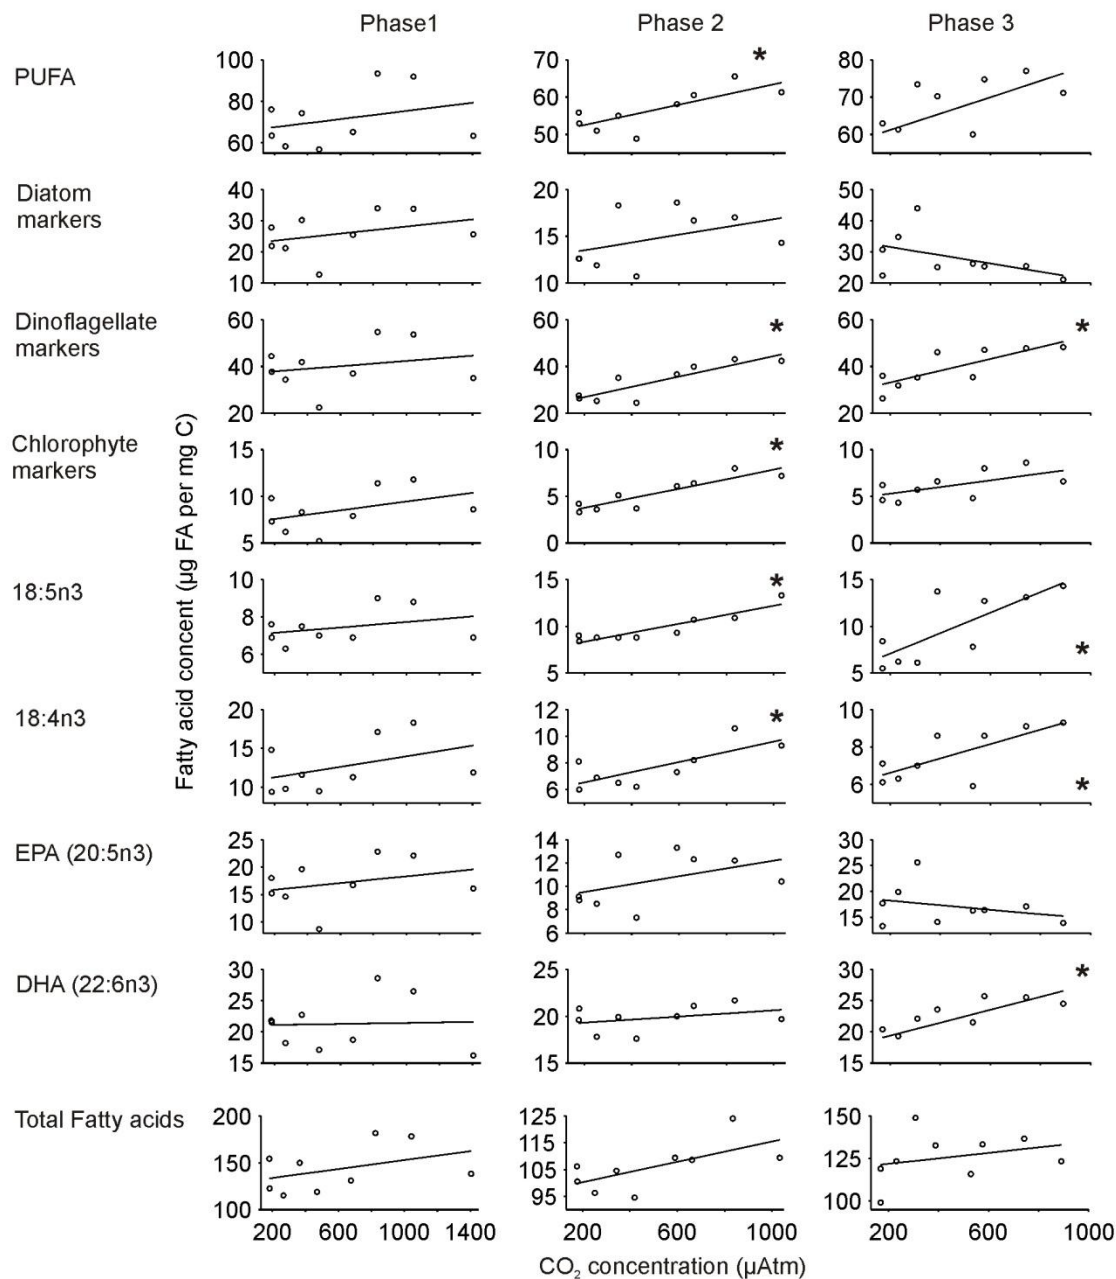 Phase1 Phase 2 Phase 3
PUFA
100 80 60
70 60 50 *
80 70 60
Diatom markers
40 30 20 10
20 15 10
50 40 30 20
Dinoflagellate markers
60 40 20
60 40 20 *
60 40 20 *
Chlorophyte markers
15 10 5
10 5 0 *
15 10 5 0
18:5n3
10 8 6
15 10 5 *
15 10 5 *
18:4n3
20 15 10
12 10 8 6 *
10 8 6 *
EPA (20:5n3)
25 20 15 10
14 12 10 8 6
30 25 20 15
DHA (22:6n3)
30 25 20 15
25 20 15
30 25 20 15 *
Total Fatty acids
200 150 100
125 115 105 95
150 125 100
200 600 1000 1400
200 600 1000
200 600 1000
Fatty acid concent (µg FA per mg C)
CO₂ concentration (µAtm)